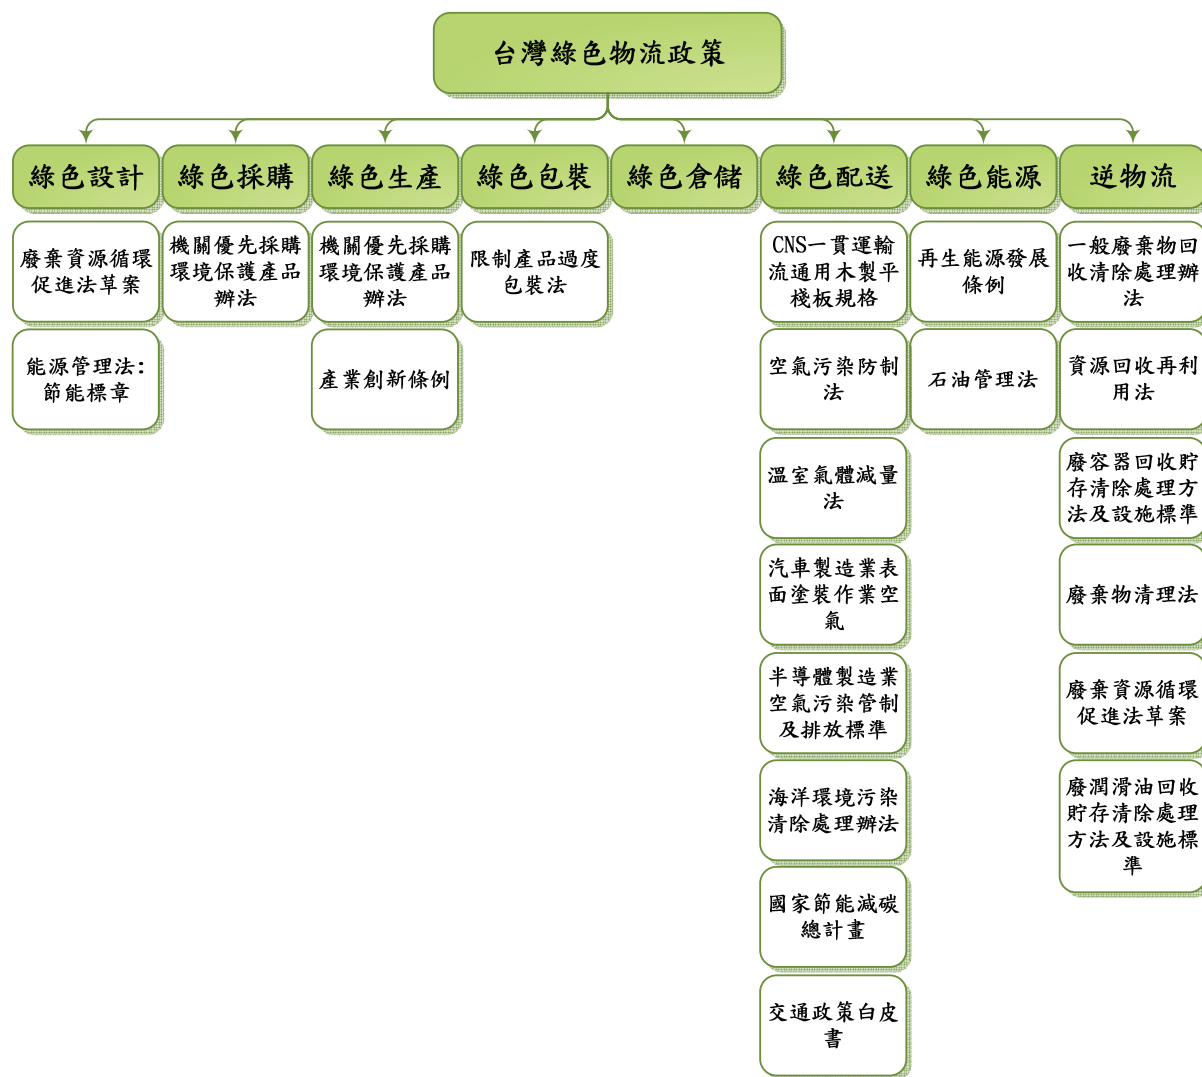 台灣綠色物流政策
綠色設計
廢棄資源循環
促進法草案
能源管理法:
節能標章
綠色採購
機關優先採購
環境保護產品
辦法
綠色生產
機關優先採購
環境保護產品
辦法
產業創新條例
綠色包裝
限制產品過度
包裝法
綠色倉儲
綠色配送
CNS一貫運輸
流通用木製平
棧板規格
空氣污染防制
法
溫室氣體減量
法
汽車製造業表
面塗裝作業空
氣
半導體製造業
空氣污染管制
及排放標準
海洋環境污染
清除處理辦法
國家節能減碳
總計畫
交通政策白皮
書
綠色能源
再生能源發展
條例
石油管理法
逆物流
一般廢棄物回
收清除處理辦
法
資源回收再利
用法
廢容器回收貯
存清除處理方
法及設施標準
廢棄物清理法
廢棄資源循環
促進法草案
廢潤滑油回收
貯存清除處理
方法及設施標
準